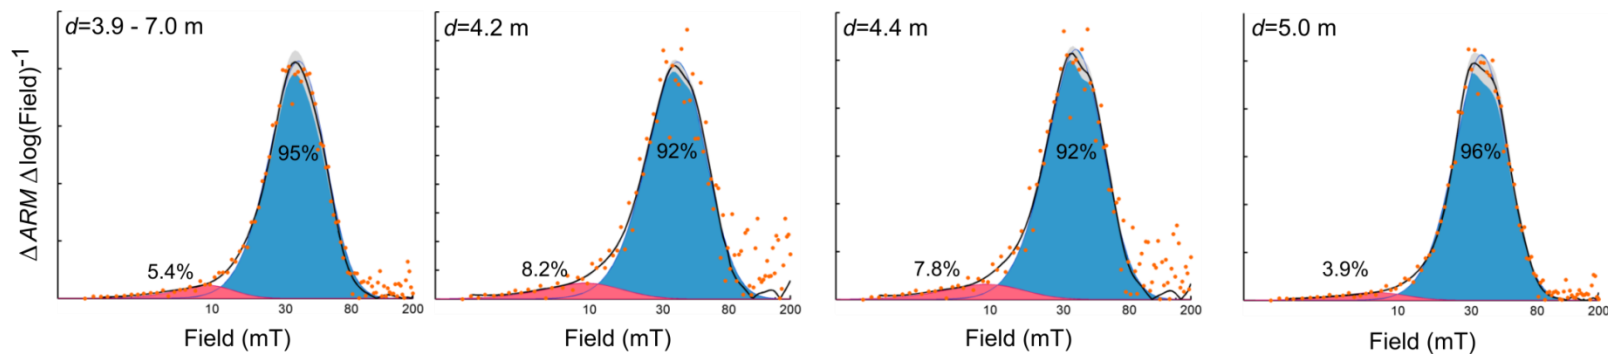 d=3.9 - 7.0 m
d=4.2 m
d=4.4 m
d=5.0 m
ΔARM Δlog(Field)-1
95%
92%
92%
96%
5.4%
8.2%
7.8%
3.9%
10 30 80 200
10 30 80 200
10 30 80 200
10 30 80 200
Field (mT)
Field (mT)
Field (mT)
Field (mT)